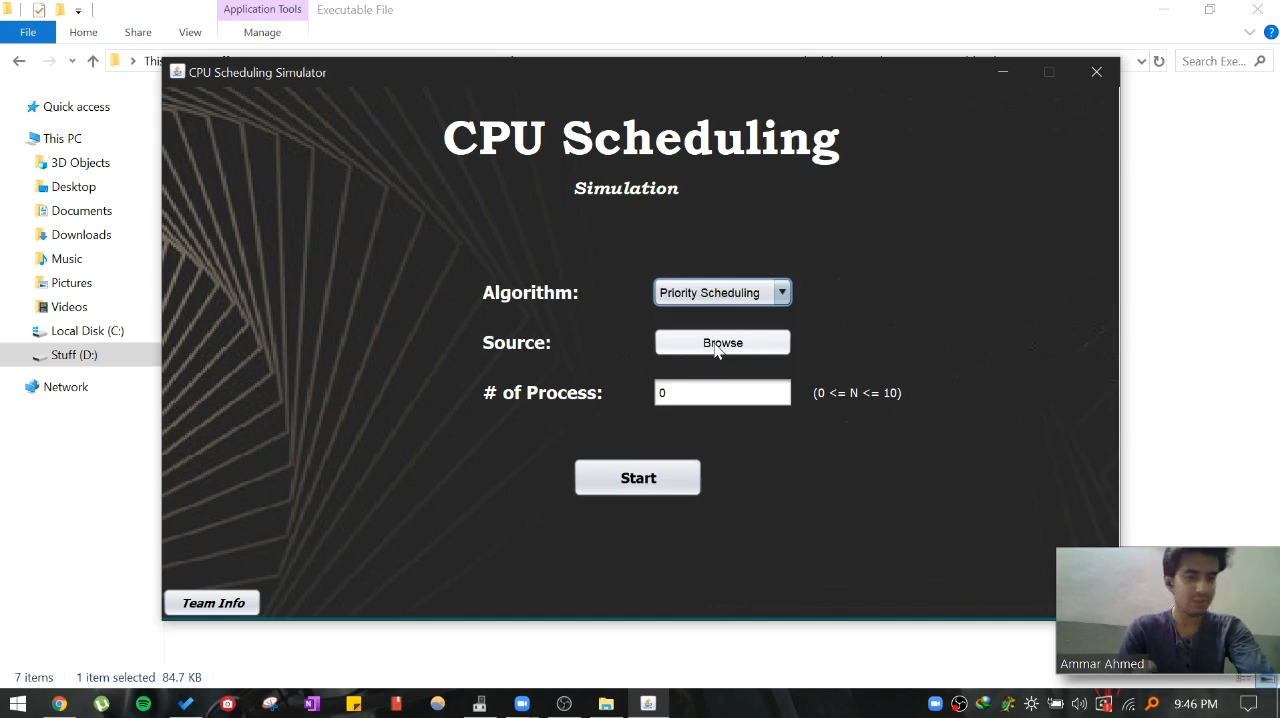 Application Tools Executable File
File Home Share View Manage
This
Search Exe...
CPU Scheduling Simulator
Quick access
This PC
3D Objects
Desktop
Documents
Downloads
Music
Pictures
Videos
Local Disk (C:)
Stuff (D:)
Network
CPU Scheduling
Simulation
Algorithm: Priority Scheduling
Source: Browse
# of Process: 0 (0 <= N <= 10)
Start
Team Info
Ammar Ahmed
7 items 1 item selected 84.7 KB
9:46 PM